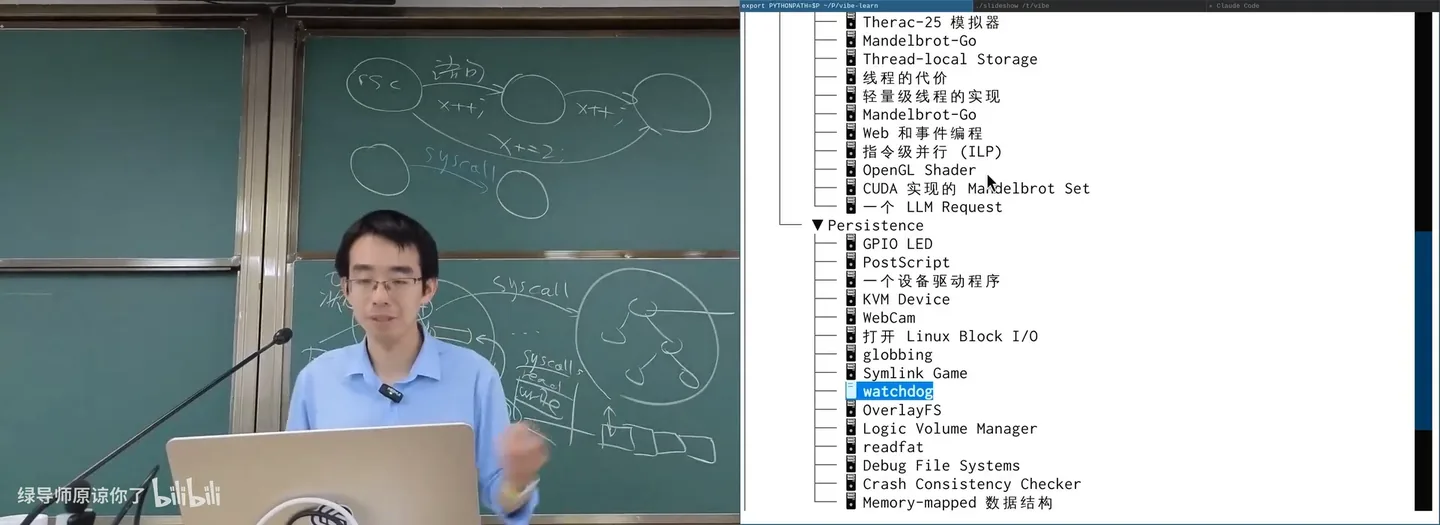 rsc
x++;
x++;
x+=2;
syscall
syscall
syscall
read
write
绿导师原谅你了 bilibili
export PYTHONPATH=$P ~/P/vibe-learn
./slideshow /t/vibe
Claude Code
Therac-25 模拟器
Mandelbrot-Go
Thread-local Storage
线程的代价
轻量级线程的实现
Mandelbrot-Go
Web 和事件编程
指令级并行 (ILP)
OpenGL Shader
CUDA 实现的 Mandelbrot Set
一个 LLM Request
▼Persistence
GPIO LED
PostScript
一个设备驱动程序
KVM Device
WebCam
打开 Linux Block I/O
globbing
Symlink Game
watchdog
OverlayFS
Logic Volume Manager
readfat
Debug File Systems
Crash Consistency Checker
Memory-mapped 数据结构